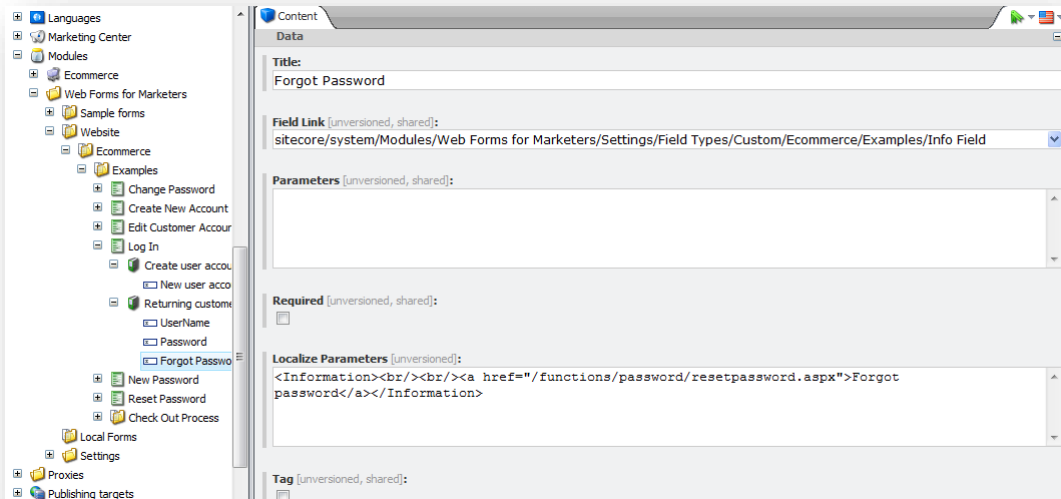 Languages
Marketing Center
Modules
Ecommerce
Web Forms for Marketers
Sample forms
Website
Ecommerce
Examples
Change Password
Create New Account
Edit Customer Accour
Log In
Create user accou
New user acco
Returning custome
UserName
Password
Forgot Passwo
New Password
Reset Password
Check Out Process
Local Forms
Settings
Proxies
Publishing targets
Content
Data
Title:
Forgot Password
Field Link [unversioned, shared]:
sitecore/system/Modules/Web Forms for Marketers/Settings/Field Types/Custom/Ecommerce/Examples/Info Field
Parameters [unversioned, shared]:
Required [unversioned, shared]:
Localize Parameters [unversioned]:
<Information><br/><br/><a href="/functions/password/resetpassword.aspx">Forgot
password</a></Information>
Tag [unversioned, shared]: